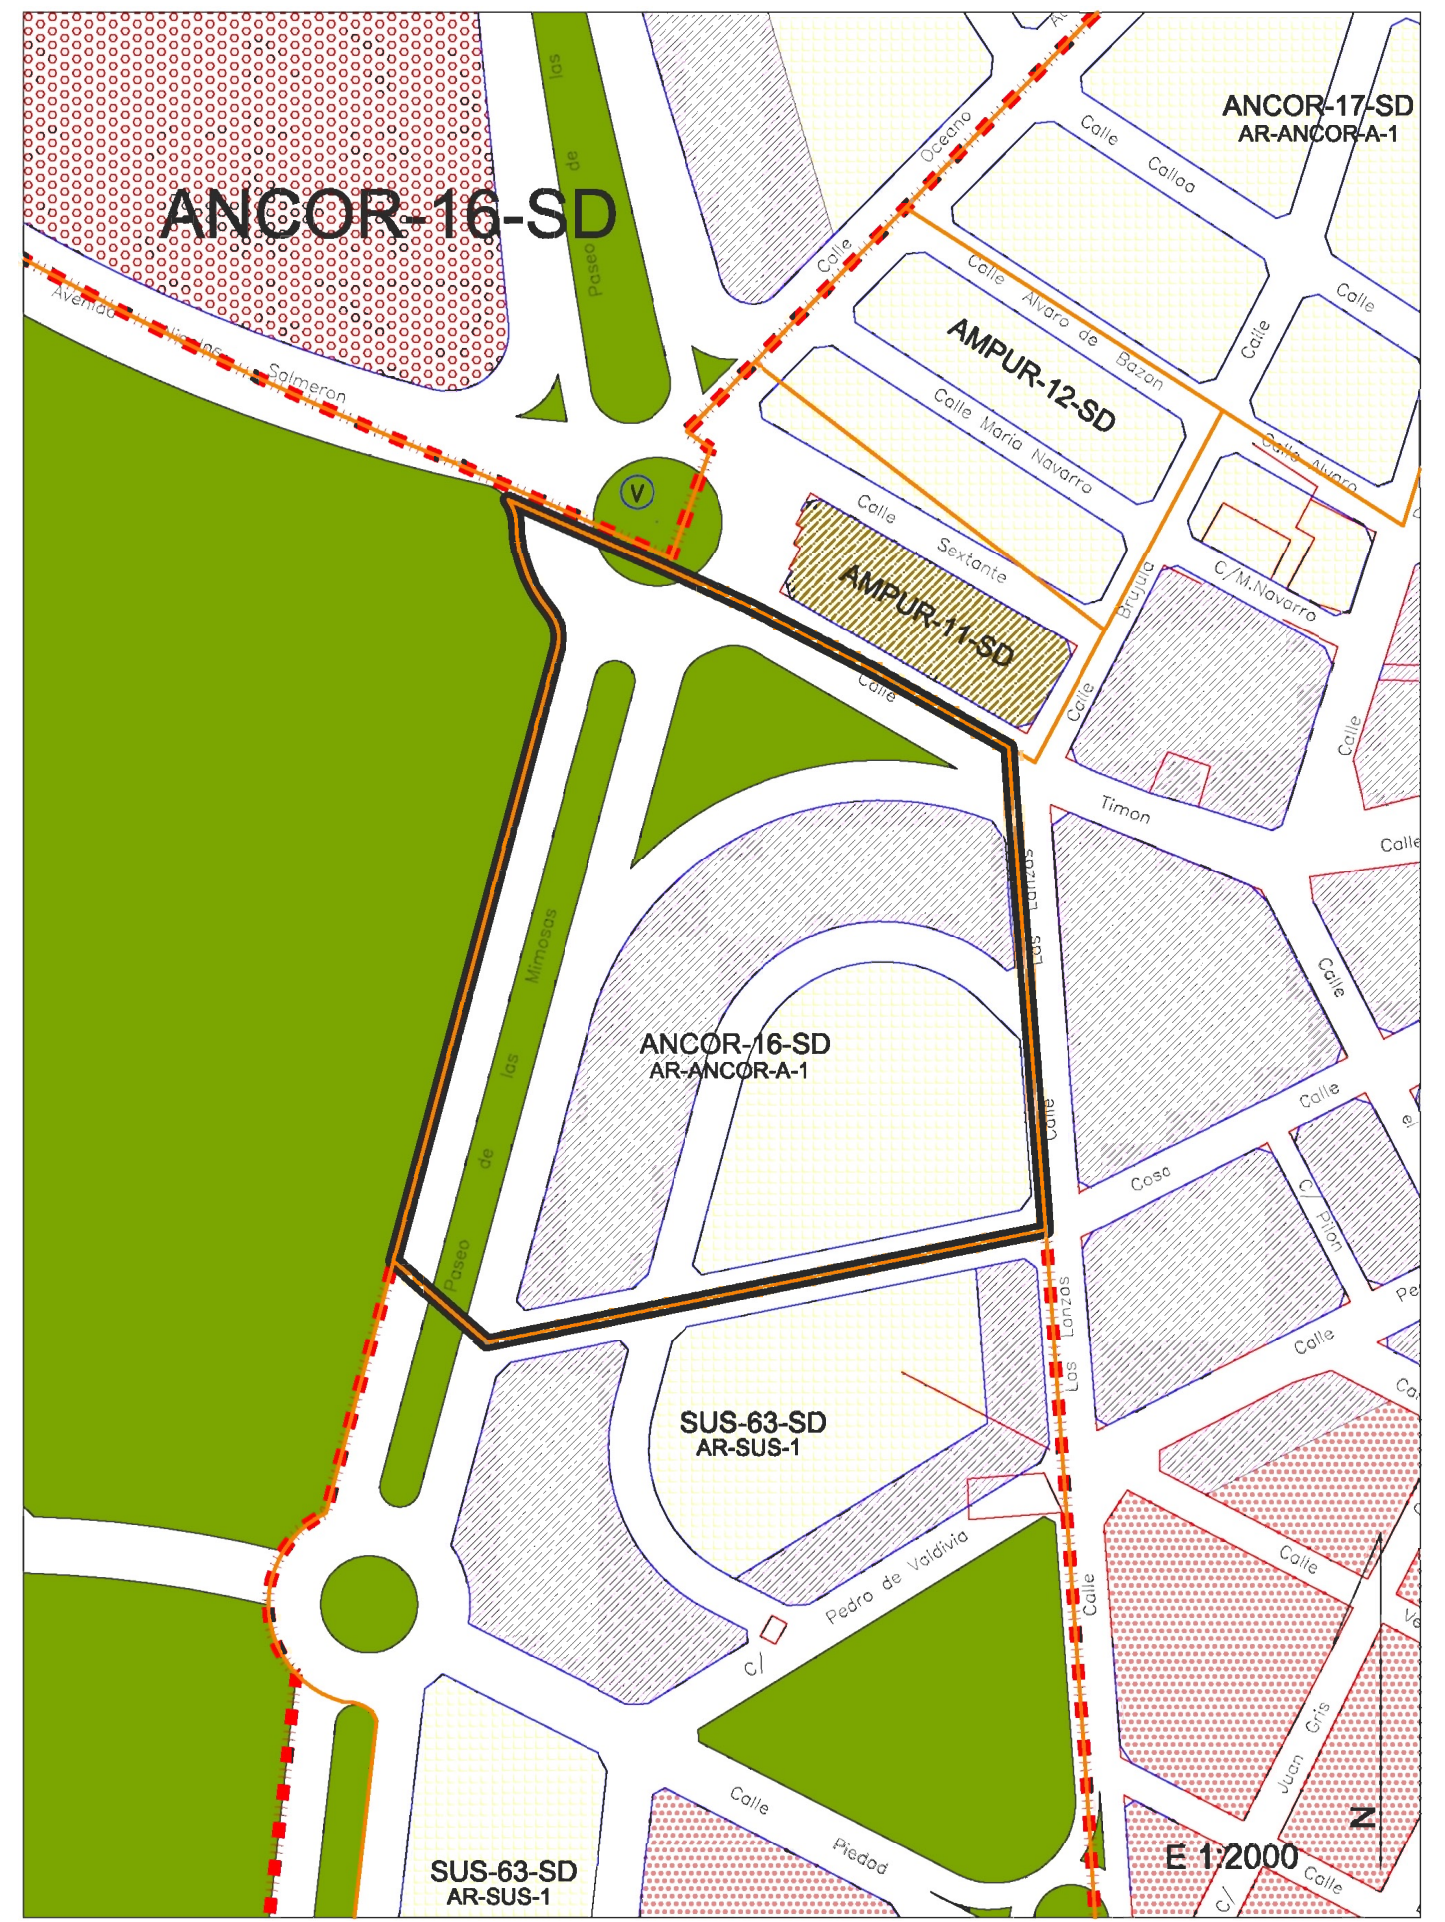 las
de
Paseo
ANCOR-16-SD
Avenida Nicolas Salmeron
V
Oceano
Calle
ANCOR-17-SD
AR-ANCOR-A-1
Calle Callao
Calle
Calle
Calle Alvaro de Bazan
AMPUR-12-SD
Calle Maria Navarro
Calle Alvaro
Calle Sextante
AMPUR-11-SD
C/M.Navarro
Brujula
Calle
Calle
Calle
Timon
Calle
Las Lanzas
Calle
Mimosas
las
de
Paseo
ANCOR-16-SD
AR-ANCOR-A-1
Calle
Calle
Cosa
C/ Pilon
Pe
Calle
Las Lanzas
Calle
SUS-63-SD
AR-SUS-1
C/ Pedro de Valdivia
Calle
Ve
Juan Gris
C/
Calle
Calle Piedad
SUS-63-SD
AR-SUS-1
N
E 1:2000